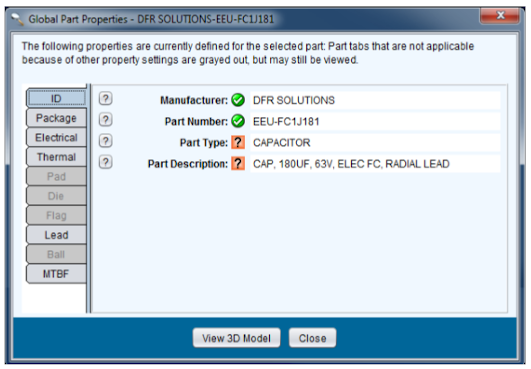 Global Part Properties - DFR SOLUTIONS-EEU-FC1J181
The following properties are currently defined for the selected part: Part tabs that are not applicable
because of other property settings are grayed out, but may still be viewed.
ID
? Manufacturer: DFR SOLUTIONS
Package
? Part Number: EEU-FC1J181
Electrical
? Part Type: ? CAPACITOR
Thermal
? Part Description: ? CAP, 180UF, 63V, ELEC FC, RADIAL LEAD
Pad
Die
Flag
Lead
Ball
MTBF
View 3D Model Close